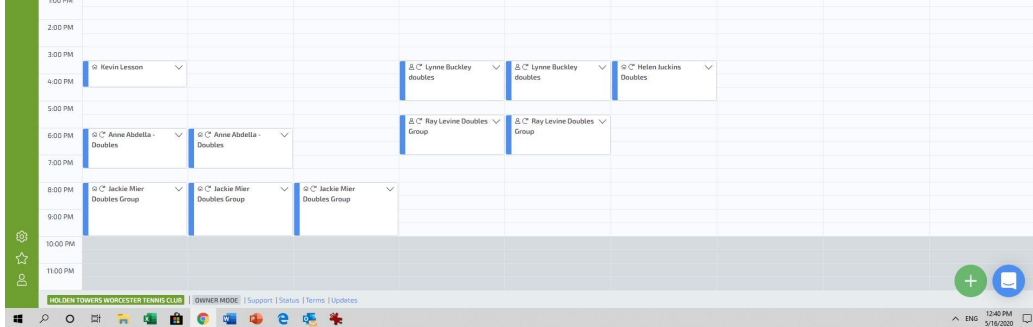 1:00 PM
2:00 PM
3:00 PM
Kevin Lesson
Lynne Buckley
doubles
Lynne Buckley
doubles
Helen Juckins
Doubles
4:00 PM
5:00 PM
Ray Levine Doubles
Group
Ray Levine Doubles
Group
6:00 PM
Anne Abdella -
Doubles
Anne Abdella -
Doubles
7:00 PM
8:00 PM
Jackie Mier
Doubles Group
Jackie Mier
Doubles Group
Jackie Mier
Doubles Group
9:00 PM
10:00 PM
11:00 PM
HOLDEN TOWERS WORCESTER TENNIS CLUB | OWNER MODE | Support | Status | Terms | Updates
ENG 12:40 PM
5/16/2020